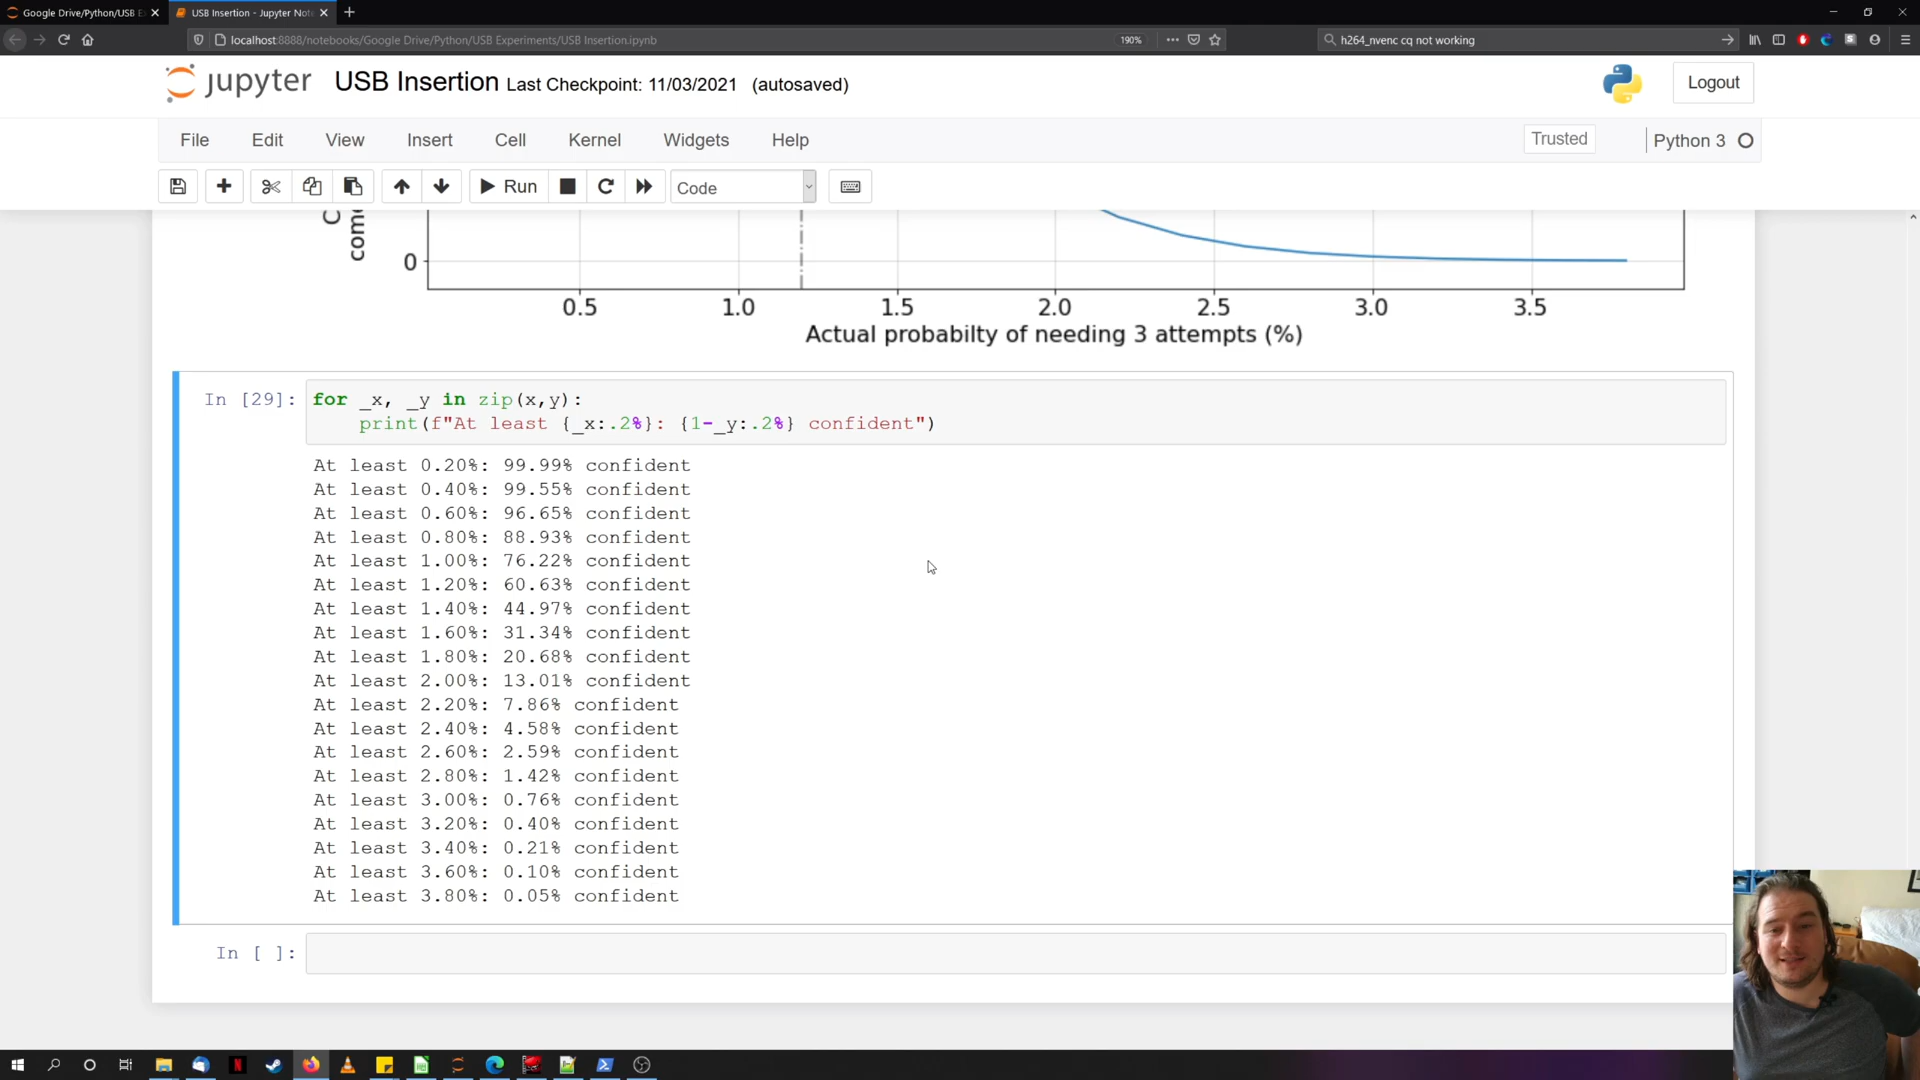 Google Drive/Python/USB E
USB Insertion - Jupyter Not
localhost:8888/notebooks/Google Drive/Python/USB Experiments/USB Insertion.ipynb
190%
h264_nvenc cq not working
jupyter
USB Insertion Last Checkpoint: 11/03/2021 (autosaved)
Logout
File Edit View Insert Cell Kernel Widgets Help
Trusted
Python 3
Run
Code
C
com
0
0.5 1.0 1.5 2.0 2.5 3.0 3.5
Actual probabilty of needing 3 attempts (%)
In [29]:
for _x, _y in zip(x,y):
print(f"At least {_x:.2%}: {1-_y:.2%} confident")
At least 0.20%: 99.99% confident
At least 0.40%: 99.55% confident
At least 0.60%: 96.65% confident
At least 0.80%: 88.93% confident
At least 1.00%: 76.22% confident
At least 1.20%: 60.63% confident
At least 1.40%: 44.97% confident
At least 1.60%: 31.34% confident
At least 1.80%: 20.68% confident
At least 2.00%: 13.01% confident
At least 2.20%: 7.86% confident
At least 2.40%: 4.58% confident
At least 2.60%: 2.59% confident
At least 2.80%: 1.42% confident
At least 3.00%: 0.76% confident
At least 3.20%: 0.40% confident
At least 3.40%: 0.21% confident
At least 3.60%: 0.10% confident
At least 3.80%: 0.05% confident
In [ ]: